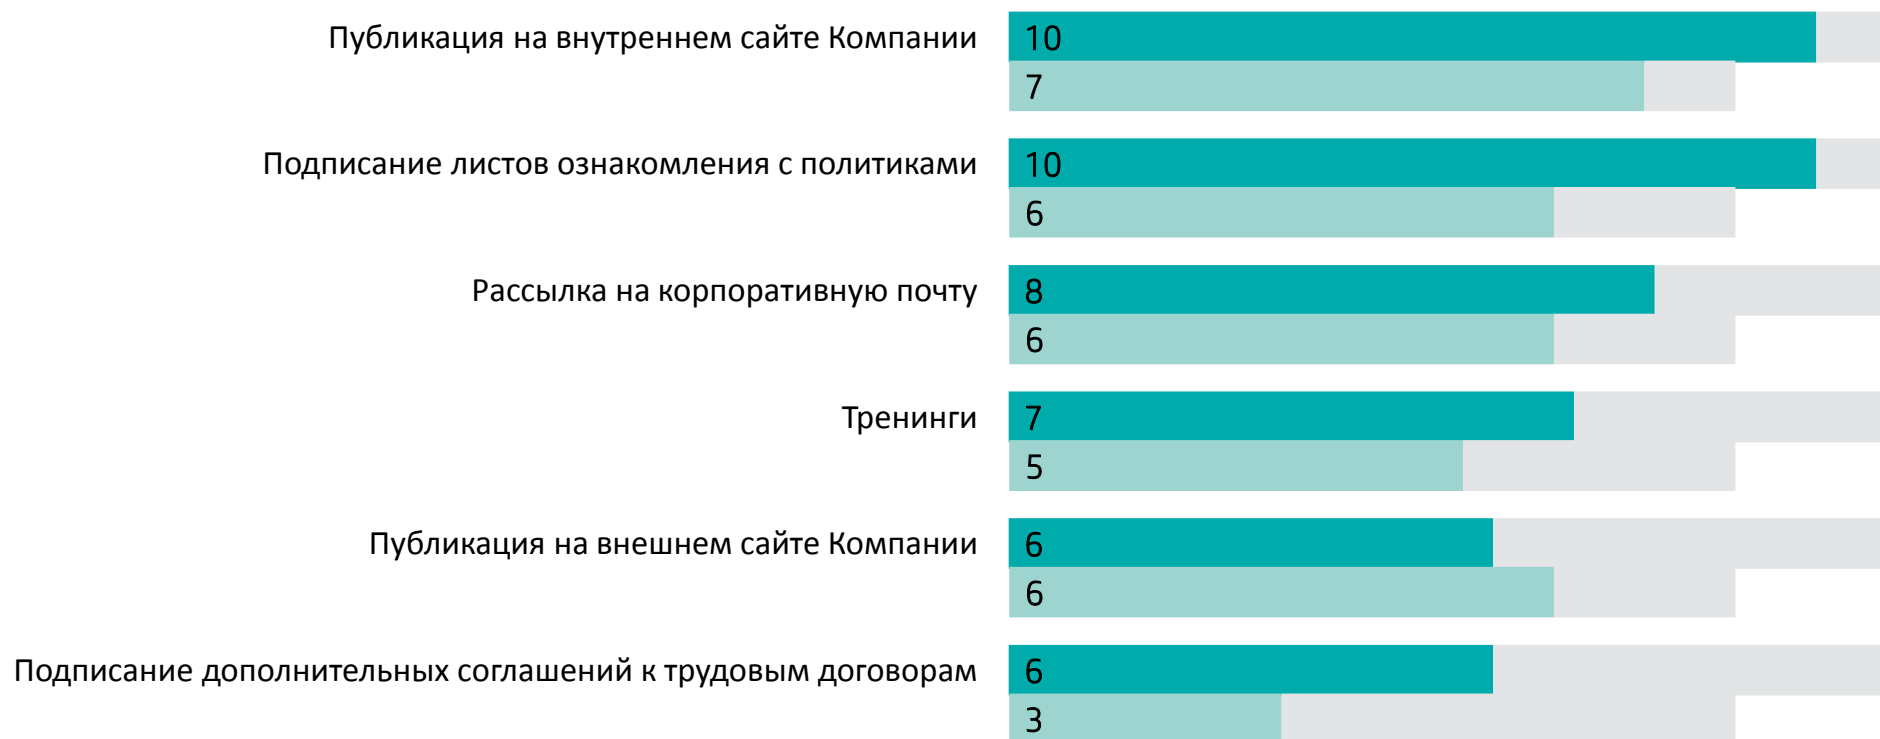 Публикация на внутреннем сайте Компании
10
7
Подписание листов ознакомления с политиками
10
6
Рассылка на корпоративную почту
8
6
Тренинги
7
5
Публикация на внешнем сайте Компании
6
6
Подписание дополнительных соглашений к трудовым договорам
6
3